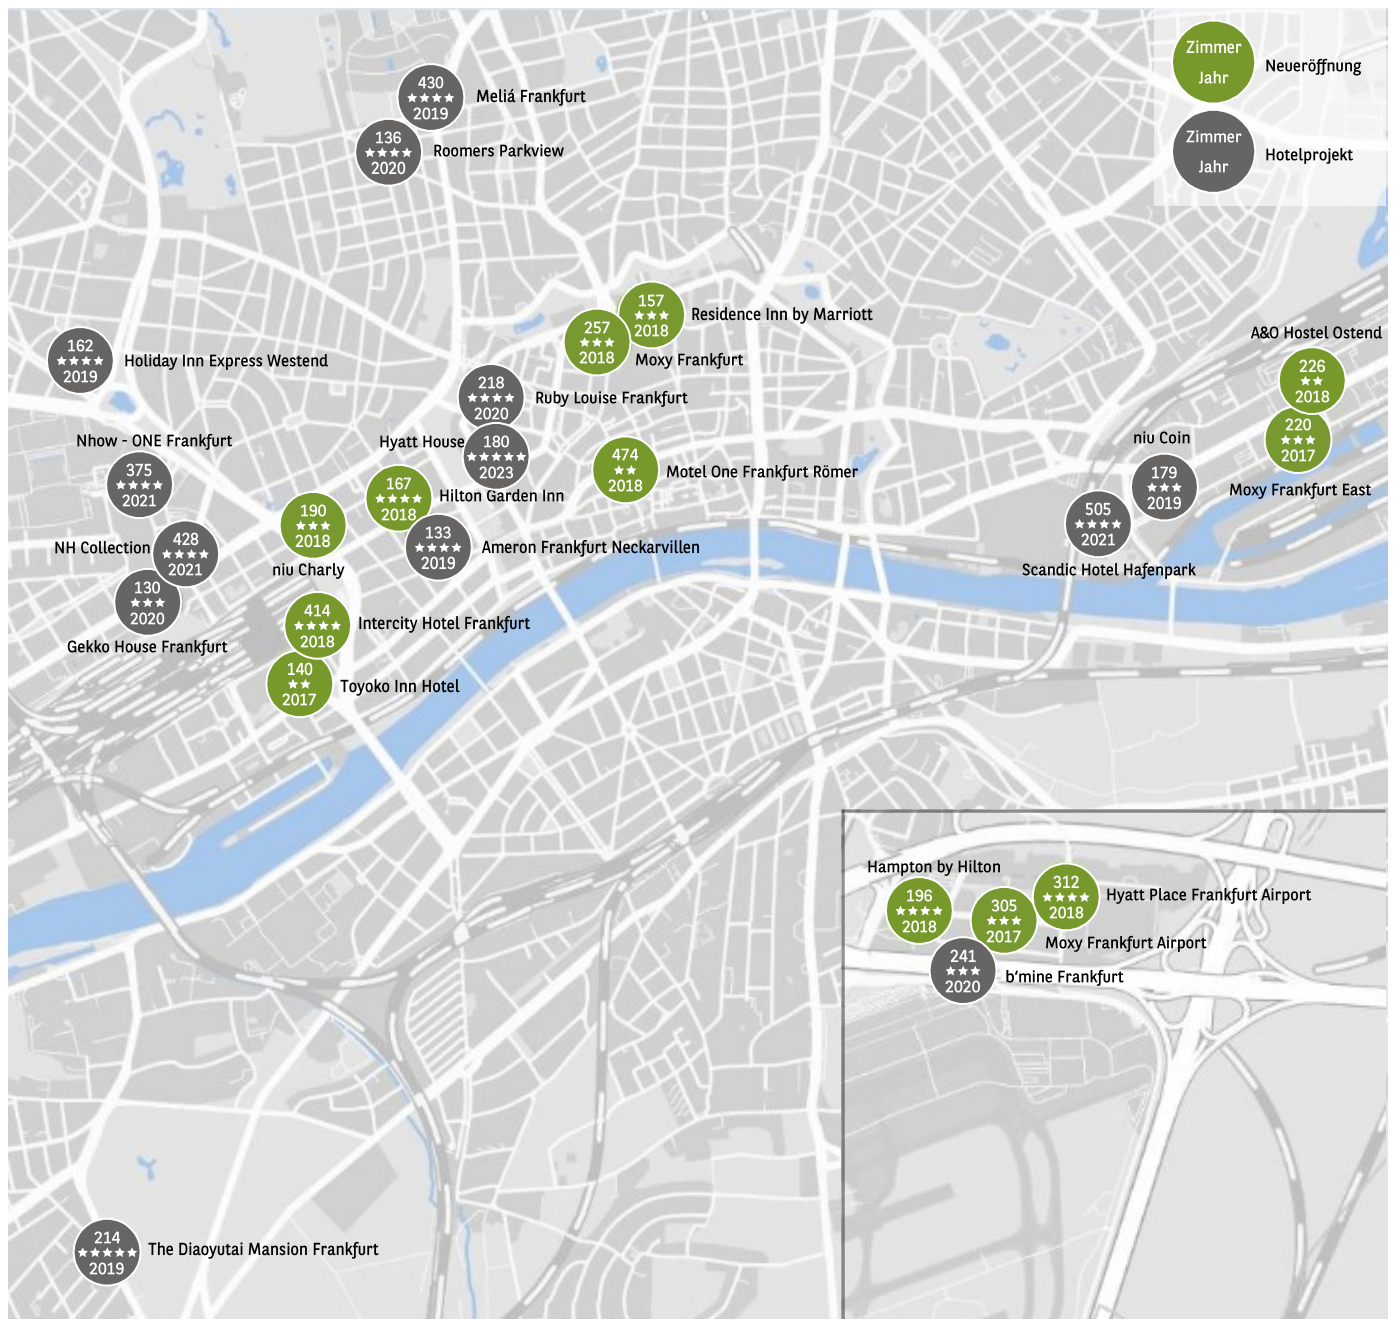 Zimmer
Jahr
Neueröffnung
Zimmer
Jahr
Hotelprojekt
430
★★★★
2019
Meliá Frankfurt
136
★★★★
2020
Roomers Parkview
157
★★★
2018
Residence Inn by Marriott
257
★★★
2018
Moxy Frankfurt
162
★★★★
2019
Holiday Inn Express Westend
218
★★★★
2020
Ruby Louise Frankfurt
A&O Hostel Ostend
226
★★
2018
220
★★★
2017
Moxy Frankfurt East
Nhow - ONE Frankfurt
375
★★★★
2021
Hyatt House
180
★★★★★
2023
474
★★
2018
Motel One Frankfurt Römer
niu Coin
179
★★★
2019
167
★★★★
2018
Hilton Garden Inn
190
★★★
2018
niu Charly
133
★★★★
2019
Ameron Frankfurt Neckarvillen
505
★★★★
2021
Scandic Hotel Hafenpark
NH Collection
428
★★★★
2021
130
★★★
2020
Gekko House Frankfurt
414
★★★★
2018
Intercity Hotel Frankfurt
140
★★
2017
Toyoko Inn Hotel
Hampton by Hilton
196
★★★★
2018
305
★★★
2017
Moxy Frankfurt Airport
312
★★★★
2018
Hyatt Place Frankfurt Airport
241
★★★
2020
b’mine Frankfurt
214
★★★★★
2019
The Diaoyutai Mansion Frankfurt